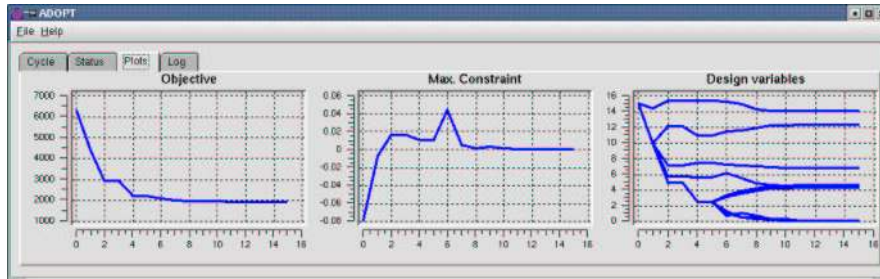 ADOPT
File Help
Cycle Status Plots Log
Objective
7000
6000
5000
4000
3000
2000
1000
0 2 4 6 8 10 12 14 16
Max. Constraint
0.06
0.04
0.02
0
-0.02
-0.04
-0.06
-0.08
0 2 4 6 8 10 12 14 16
Design variables
16
14
12
10
8
6
4
2
0
0 2 4 6 8 10 12 14 16